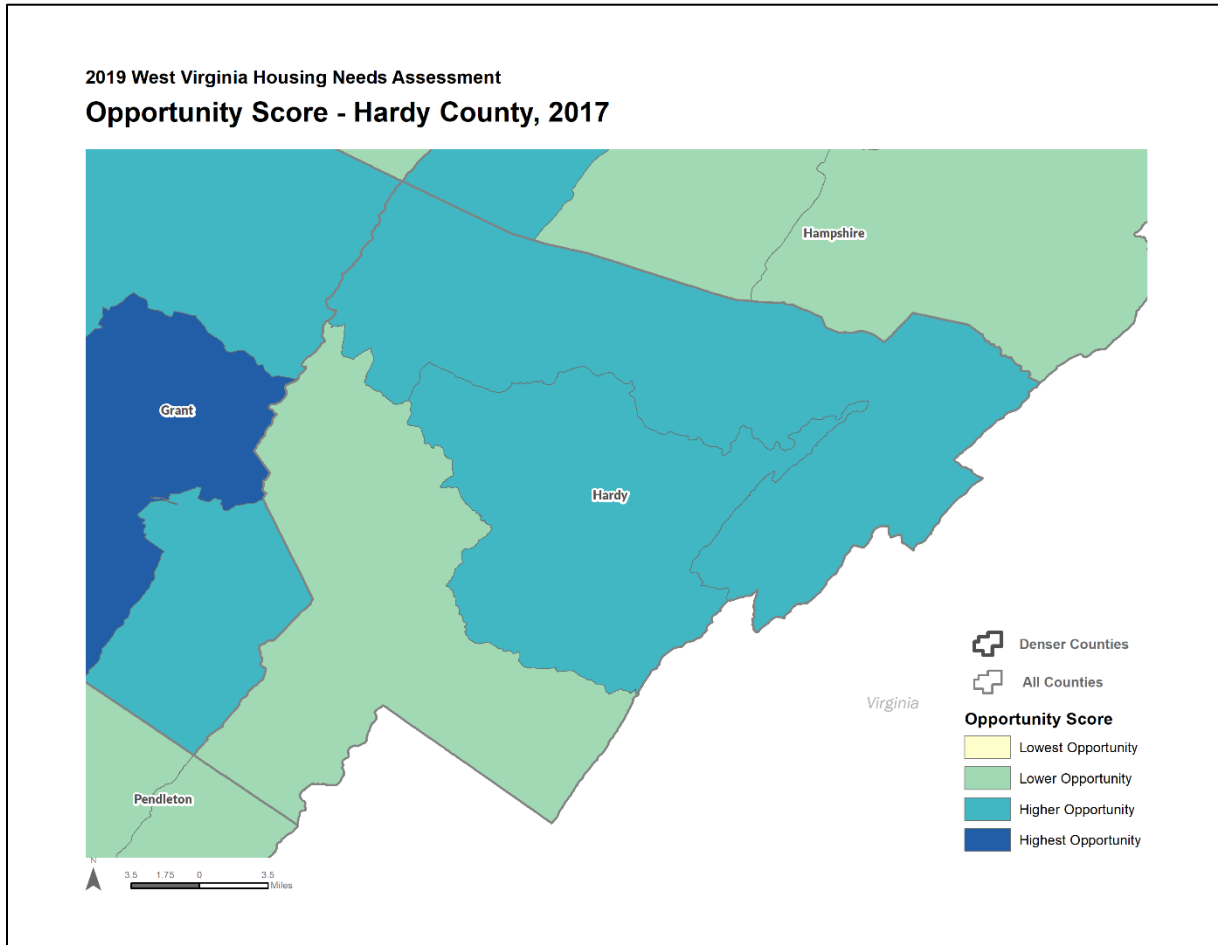 2019 West Virginia Housing Needs Assessment
Opportunity Score - Hardy County, 2017
Hampshire
Grant
Hardy
Virginia
Pendleton
Denser Counties
All Counties
Opportunity Score
Lowest Opportunity
Lower Opportunity
Higher Opportunity
Highest Opportunity
N
3.5 1.75 0 3.5
Miles